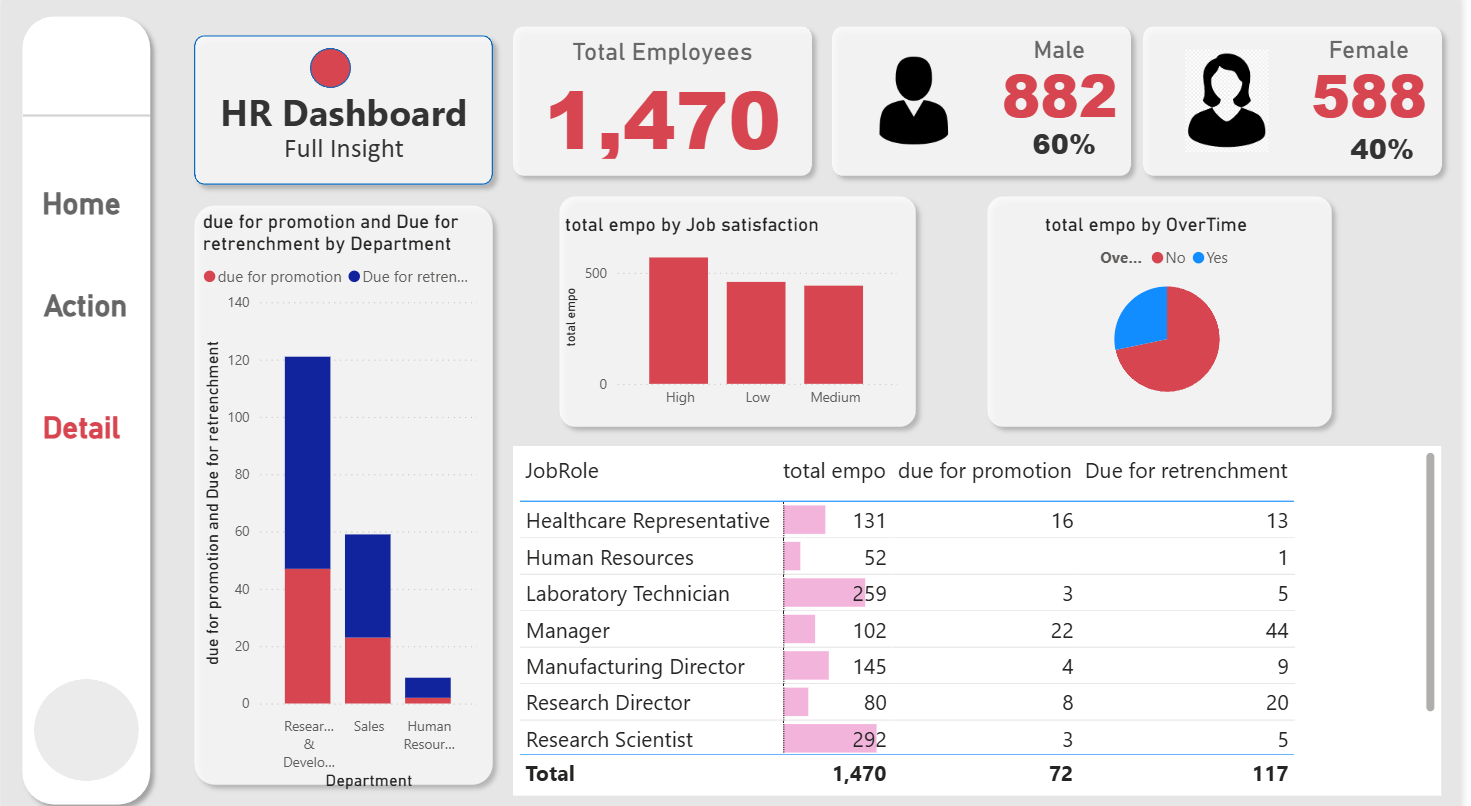 HR Dashboard
Full Insight
Total Employees
1,470
Male
882
60%
Female
588
40%
Home
Action
Detail
due for promotion and Due for
retrenchment by Department
due for promotion Due for retren...
due for promotion and Due for retrenchment
140
120
100
80
60
40
20
0
Resear...
&
Develo...
Sales
Human
Resour...
Department
total empo by Job satisfaction
total empo
500
0
High Low Medium
total empo by OverTime
Ove... No Yes
JobRole total empo due for promotion Due for retrenchment
Healthcare Representative 131 16 13
Human Resources 52 1
Laboratory Technician 259 3 5
Manager 102 22 44
Manufacturing Director 145 4 9
Research Director 80 8 20
Research Scientist 292 3 5
Total 1,470 72 117